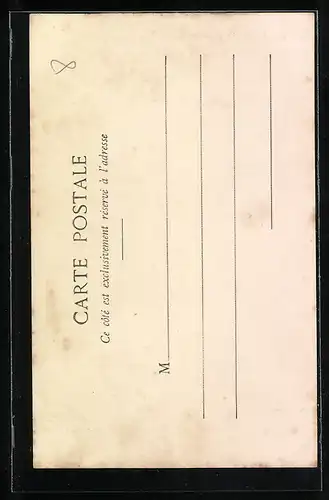 8
CARTE POSTALE
Ce côté est exclusivement réservé à l'adresse
M